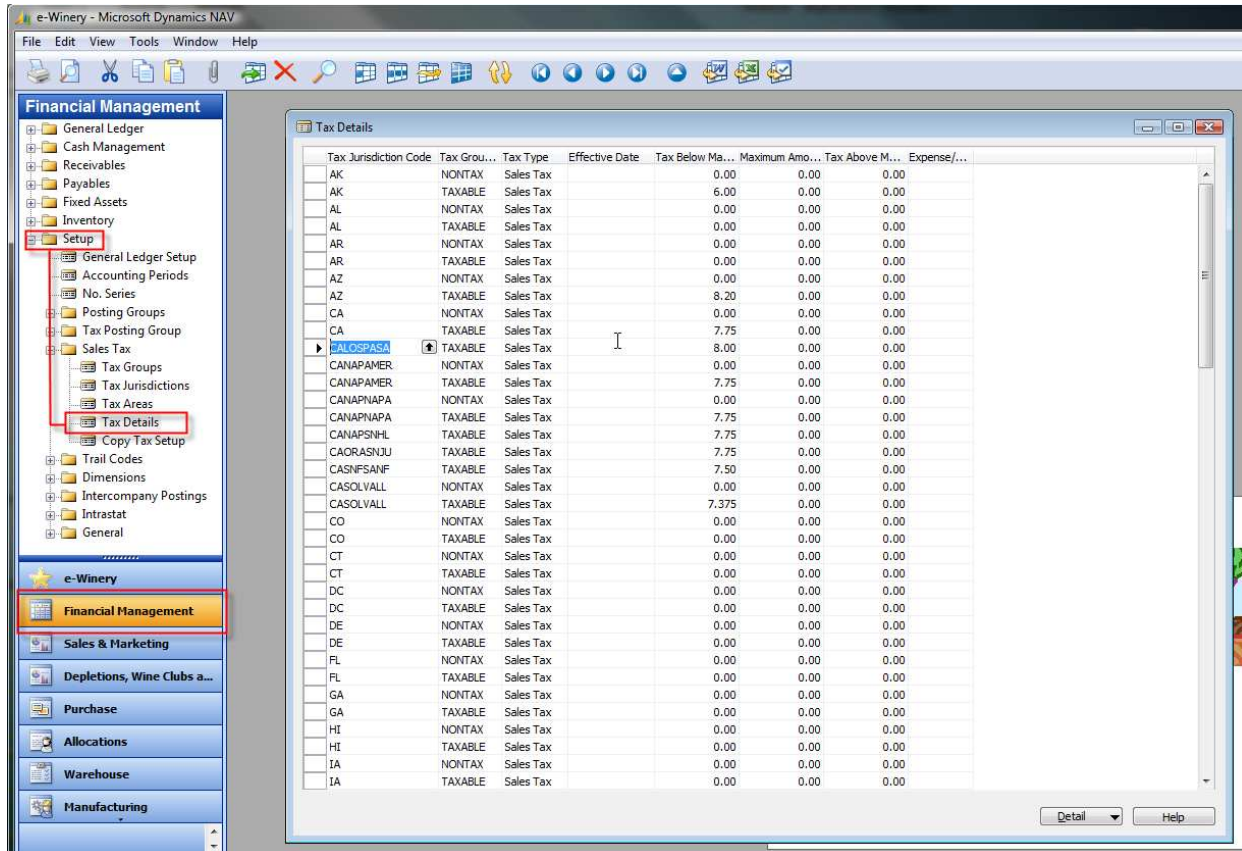 e-Winery - Microsoft Dynamics NAV
File Edit View Tools Window Help
Financial Management
General Ledger
Cash Management
Receivables
Payables
Fixed Assets
Inventory
Setup
General Ledger Setup
Accounting Periods
No. Series
Posting Groups
Tax Posting Group
Sales Tax
Tax Groups
Tax Jurisdictions
Tax Areas
Tax Details
Copy Tax Setup
Trail Codes
Dimensions
Intercompany Postings
Intrastat
General
e-Winery
Financial Management
Sales & Marketing
Depletions, Wine Clubs a...
Purchase
Allocations
Warehouse
Manufacturing
Tax Details
Tax Jurisdiction Code Tax Grou... Tax Type Effective Date Tax Below Ma... Maximum Amo... Tax Above M... Expense/...
AK NONTAX Sales Tax 0.00 0.00 0.00
AK TAXABLE Sales Tax 6.00 0.00 0.00
AL NONTAX Sales Tax 0.00 0.00 0.00
AL TAXABLE Sales Tax 0.00 0.00 0.00
AR NONTAX Sales Tax 0.00 0.00 0.00
AR TAXABLE Sales Tax 0.00 0.00 0.00
AZ NONTAX Sales Tax 0.00 0.00 0.00
AZ TAXABLE Sales Tax 8.20 0.00 0.00
CA NONTAX Sales Tax 0.00 0.00 0.00
CA TAXABLE Sales Tax 7.75 0.00 0.00
CALOSPASA TAXABLE Sales Tax 8.00 0.00 0.00
CANAPAMER NONTAX Sales Tax 0.00 0.00 0.00
CANAPAMER TAXABLE Sales Tax 7.75 0.00 0.00
CANAPNAPA NONTAX Sales Tax 0.00 0.00 0.00
CANAPNAPA TAXABLE Sales Tax 7.75 0.00 0.00
CANAPSNHL TAXABLE Sales Tax 7.75 0.00 0.00
CAORASNJU TAXABLE Sales Tax 7.75 0.00 0.00
CASNFSANF TAXABLE Sales Tax 7.50 0.00 0.00
CASOLVALL NONTAX Sales Tax 0.00 0.00 0.00
CASOLVALL TAXABLE Sales Tax 7.375 0.00 0.00
CO NONTAX Sales Tax 0.00 0.00 0.00
CO TAXABLE Sales Tax 0.00 0.00 0.00
CT NONTAX Sales Tax 0.00 0.00 0.00
CT TAXABLE Sales Tax 0.00 0.00 0.00
DC NONTAX Sales Tax 0.00 0.00 0.00
DC TAXABLE Sales Tax 0.00 0.00 0.00
DE NONTAX Sales Tax 0.00 0.00 0.00
DE TAXABLE Sales Tax 0.00 0.00 0.00
FL NONTAX Sales Tax 0.00 0.00 0.00
FL TAXABLE Sales Tax 0.00 0.00 0.00
GA NONTAX Sales Tax 0.00 0.00 0.00
GA TAXABLE Sales Tax 0.00 0.00 0.00
HI NONTAX Sales Tax 0.00 0.00 0.00
HI TAXABLE Sales Tax 0.00 0.00 0.00
IA NONTAX Sales Tax 0.00 0.00 0.00
IA TAXABLE Sales Tax 0.00 0.00 0.00
Detail Help